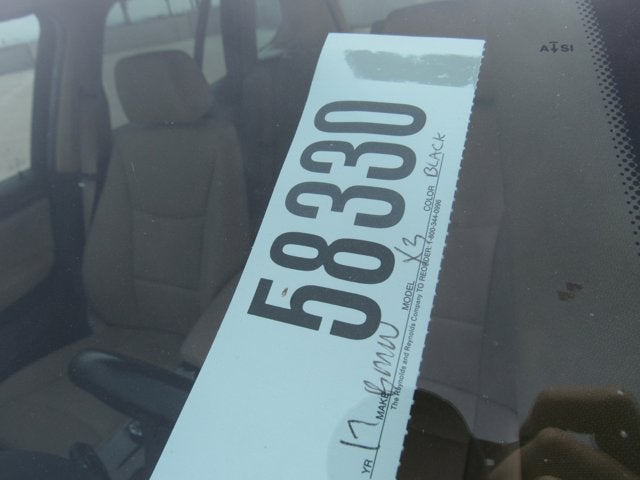 A↓SI
58330
YR 17 MAKE BMW MODEL X3 COLOR BLACK
The Reynolds and Reynolds Company TO REORDER: 1-800-344-0996